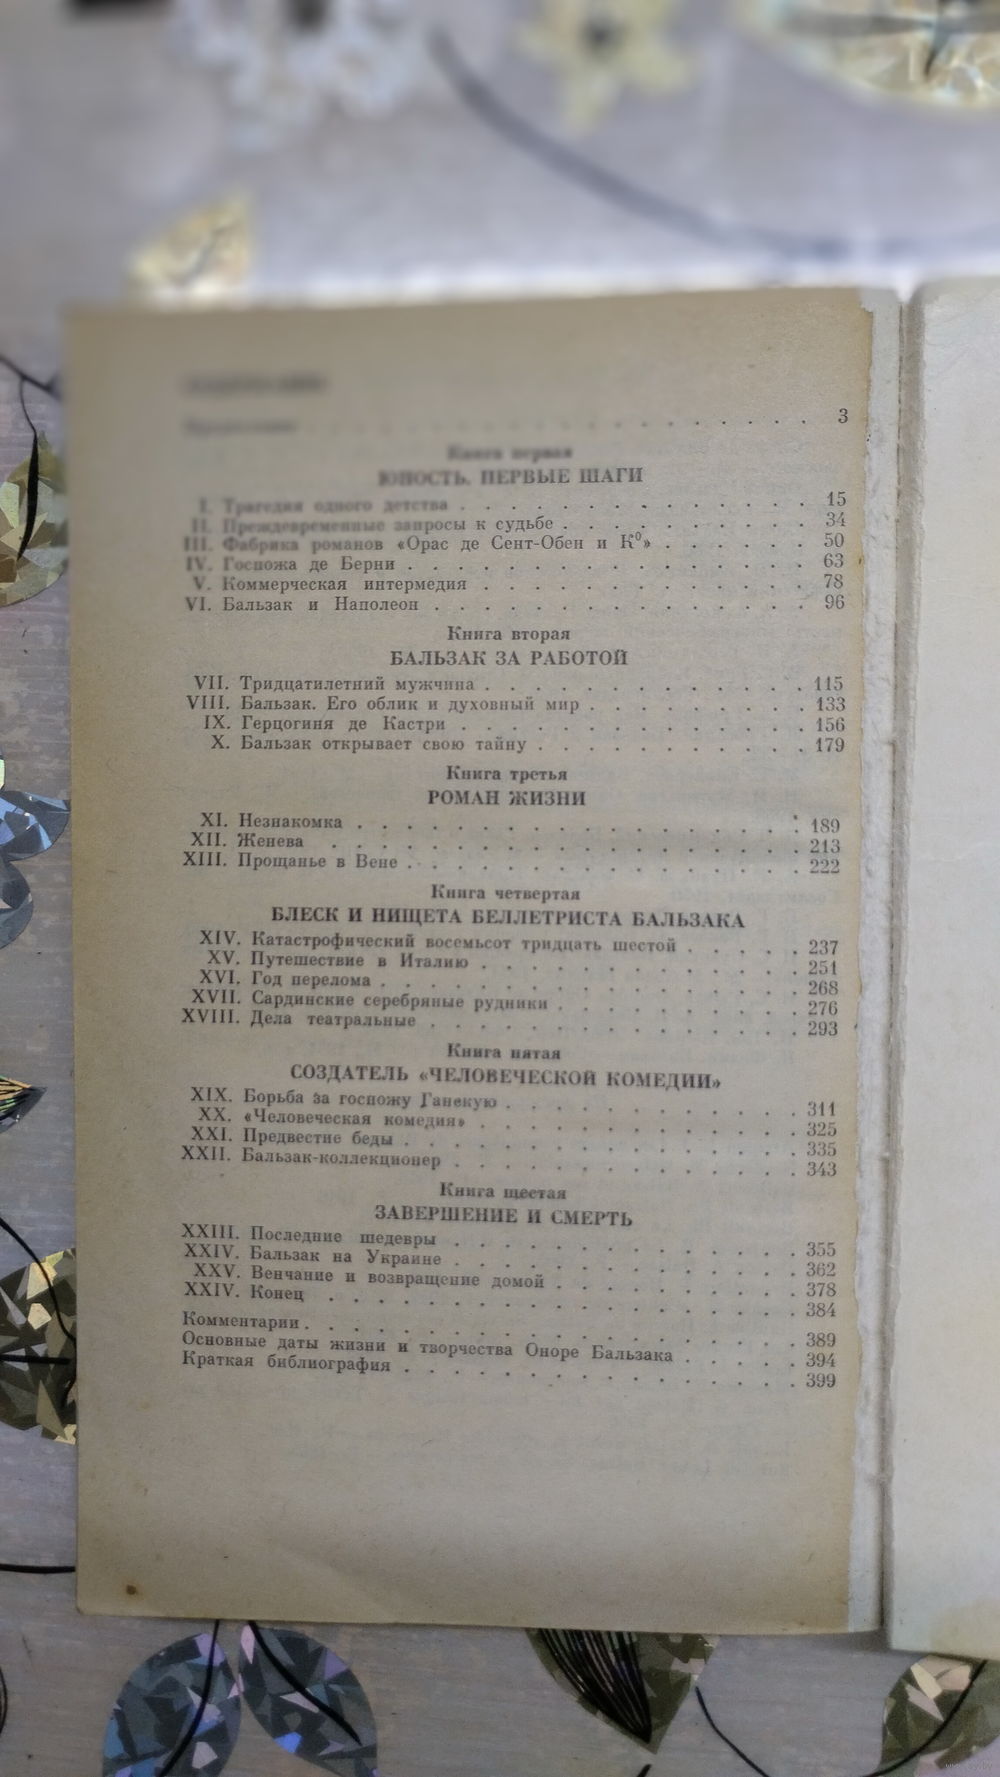 3
Книга первая
ЮНОСТЬ. ПЕРВЫЕ ШАГИ
I. Трагедия одного детства . . . . . . . . . . . . . . 15
II. Преждевременные запросы к судьбе . . . . . . . . . . 34
III. Фабрика романов «Орас де Сент-Обен и К⁰» . . . . . . 50
IV. Госпожа де Берни . . . . . . . . . . . . . . . . 63
V. Коммерческая интермедия . . . . . . . . . . . . . 78
VI. Бальзак и Наполеон . . . . . . . . . . . . . . . 96
Книга вторая
БАЛЬЗАК ЗА РАБОТОЙ
VII. Тридцатилетний мужчина . . . . . . . . . . . . . 115
VIII. Бальзак. Его облик и духовный мир . . . . . . . . . 133
IX. Герцогиня де Кастри . . . . . . . . . . . . . . 156
X. Бальзак открывает свою тайну . . . . . . . . . . . 179
Книга третья
РОМАН ЖИЗНИ
XI. Незнакомка . . . . . . . . . . . . . . . . . . 189
XII. Женева . . . . . . . . . . . . . . . . . . . 213
XIII. Прощанье в Вене . . . . . . . . . . . . . . . . 222
Книга четвертая
БЛЕСК И НИЩЕТА БЕЛЛЕТРИСТА БАЛЬЗАКА
XIV. Катастрофический восемьсот тридцать шестой . . . . . 237
XV. Путешествие в Италию . . . . . . . . . . . . . 251
XVI. Год перелома . . . . . . . . . . . . . . . . . 268
XVII. Сардинские серебряные рудники . . . . . . . . . . 276
XVIII. Дела театральные . . . . . . . . . . . . . . . 293
Книга пятая
СОЗДАТЕЛЬ «ЧЕЛОВЕЧЕСКОЙ КОМЕДИИ»
XIX. Борьба за госпожу Ганскую . . . . . . . . . . . . 311
XX. «Человеческая комедия» . . . . . . . . . . . . . 325
XXI. Предвестие беды . . . . . . . . . . . . . . . . 335
XXII. Бальзак-коллекционер . . . . . . . . . . . . . . 343
Книга шестая
ЗАВЕРШЕНИЕ И СМЕРТЬ
XXIII. Последние шедевры . . . . . . . . . . . . . . 355
XXIV. Бальзак на Украине . . . . . . . . . . . . . . 362
XXV. Венчание и возвращение домой . . . . . . . . . . 378
XXIV. Конец . . . . . . . . . . . . . . . . . . . 384
Комментарии . . . . . . . . . . . . . . . . . . . . 389
Основные даты жизни и творчества Оноре Бальзака . . . . . 394
Краткая библиография . . . . . . . . . . . . . . . . 399